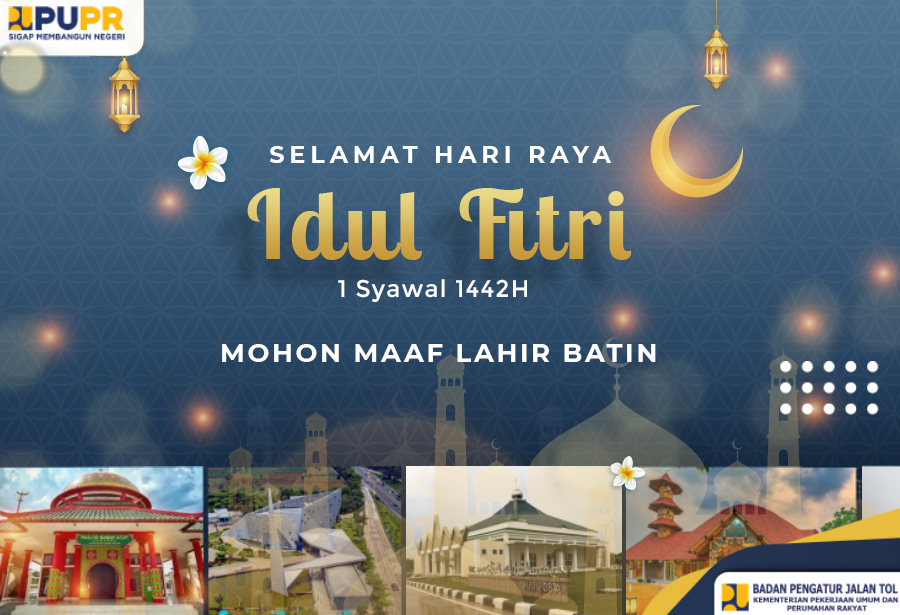 PUPR
SIGAP MEMBANGUN NEGERI
SELAMAT HARI RAYA
Idul Fitri
1 Syawal 1442H
MOHON MAAF LAHIR BATIN
BADAN PENGATUR JALAN TOL
KEMENTERIAN PEKERJAAN UMUM DAN
PERUMAHAN RAKYAT